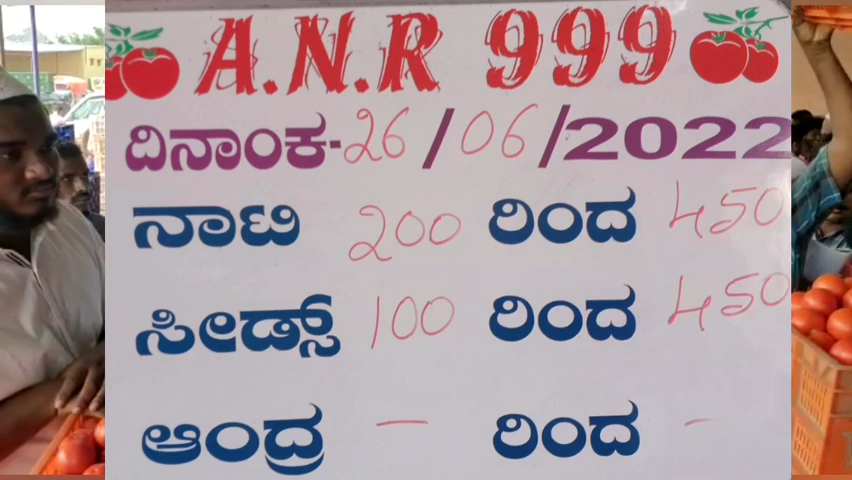 A.N.R 999
ದಿನಾಂಕ-26/06/2022
ನಾಟಿ 200 ರಿಂದ 450
ಸೀಡ್ಸ್ 100 ರಿಂದ 450
ಆಂದ್ರ - ರಿಂದ -